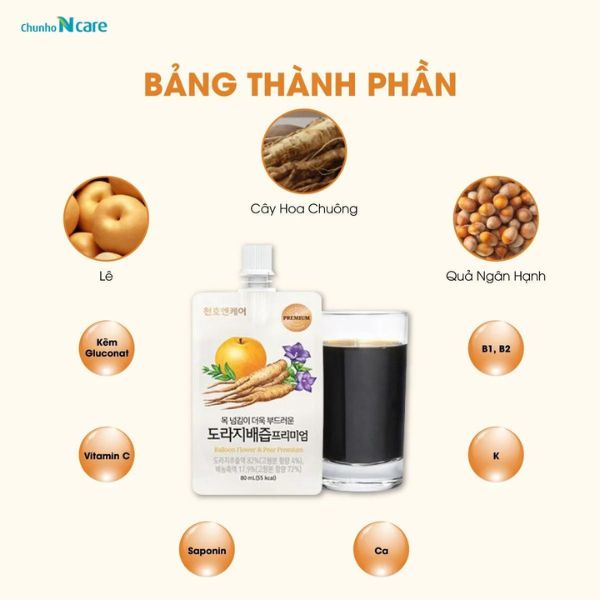 Chunho Ncare
BẢNG THÀNH PHẦN
Cây Hoa Chuông
Lê
Quả Ngân Hạnh
천호엔케어
PREMIUM
Kẽm
Gluconat
B1, B2
목 넘김이 더욱 부드러운
도라지배즙프리미엄
Balloon Flower & Pear Premium
도라지추출액 82%(고형분 함량 4%),
배농축액 17.9%(고형분 함량 72%)
80 mL(55 kcal)
Vitamin C
K
Saponin
Ca